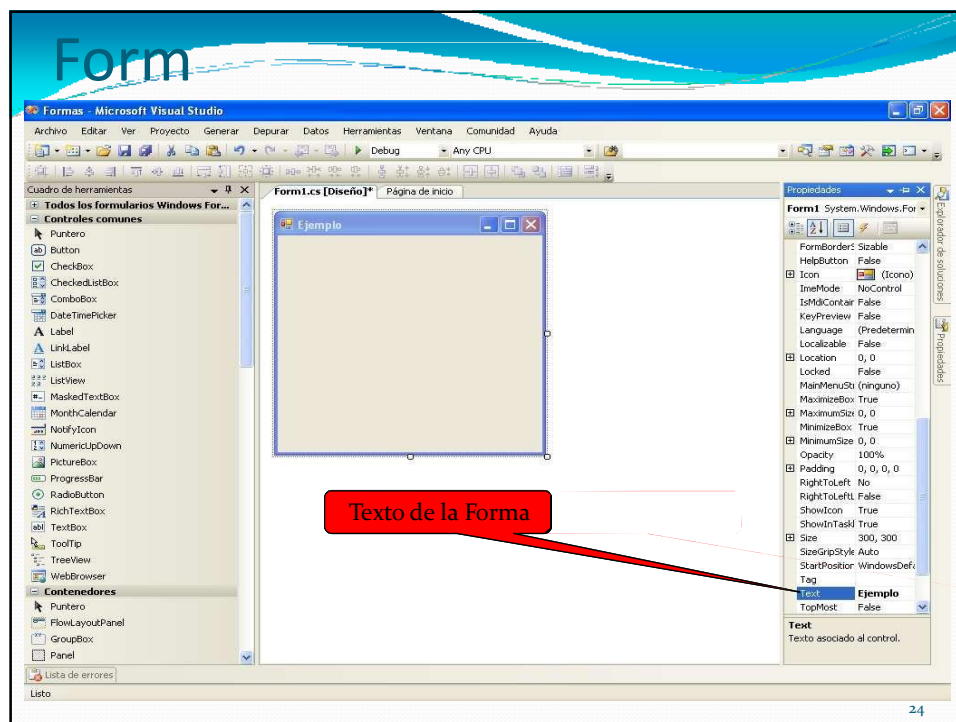 Form
Formas - Microsoft Visual Studio
Archivo Editar Ver Proyecto Generar Depurar Datos Herramientas Ventana Comunidad Ayuda
Debug Any CPU
Cuadro de herramientas
Todos los formularios Windows For...
Controles comunes
Puntero
Button
CheckBox
CheckedListBox
ComboBox
DateTimePicker
Label
LinkLabel
ListBox
ListView
MaskedTextBox
MonthCalendar
NotifyIcon
NumericUpDown
PictureBox
ProgressBar
RadioButton
RichTextBox
TextBox
ToolTip
TreeView
WebBrowser
Contenedores
Puntero
FlowLayoutPanel
GroupBox
Panel
Form1.cs [Diseño]* Página de inicio
Ejemplo
Texto de la Forma
Propiedades
Form1 System.Windows.For
FormBorderS Sizable
HelpButton False
Icon (Icono)
ImeMode NoControl
IsMdiContair False
KeyPreview False
Language (Predetermin
Localizable False
Location 0, 0
Locked False
MainMenuStr (ninguno)
MaximizeBox True
MaximumSize 0, 0
MinimizeBox True
MinimumSize 0, 0
Opacity 100%
Padding 0, 0, 0, 0
RightToLeft No
RightToLeftL False
ShowIcon True
ShowInTaskl True
Size 300, 300
SizeGripStyle Auto
StartPosition WindowsDefa
Tag
Text Ejemplo
TopMost False
Text
Texto asociado al control.
Explorador de soluciones
Propiedades
Lista de errores
Listo
24